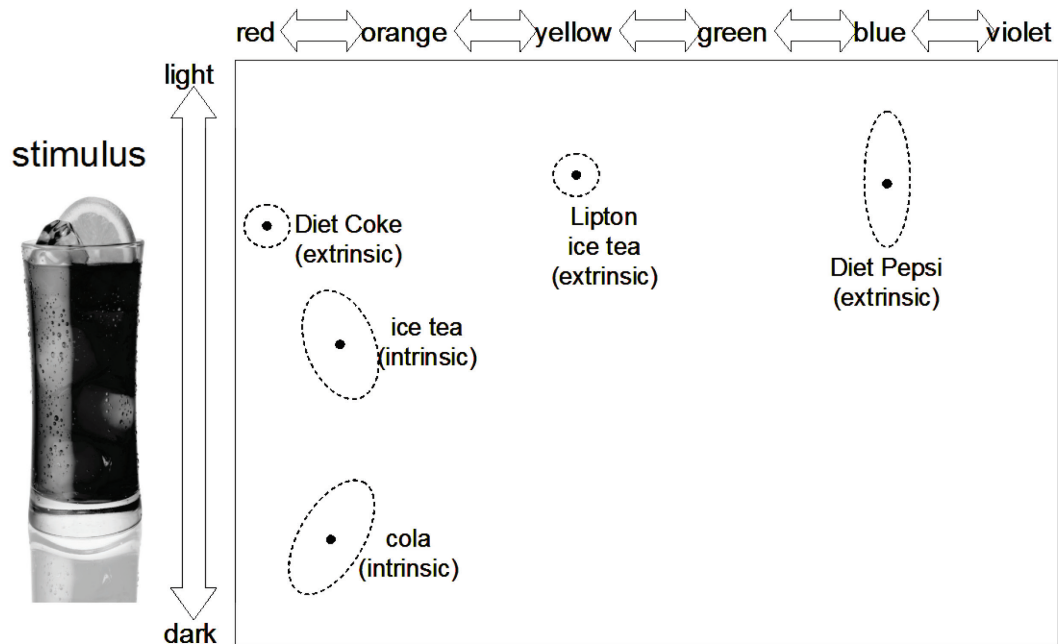 red orange yellow green blue violet
light
stimulus
Diet Coke
(extrinsic)
Lipton
ice tea
(extrinsic)
Diet Pepsi
(extrinsic)
ice tea
(intrinsic)
cola
(intrinsic)
dark